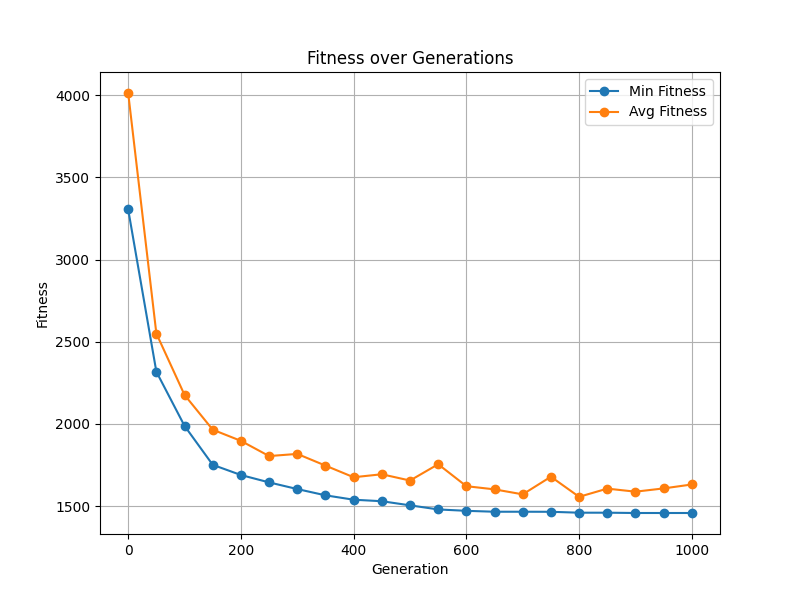 Fitness over Generations
Min Fitness
Avg Fitness
4000
3500
3000
2500
2000
1500
Fitness
0 200 400 600 800 1000
Generation